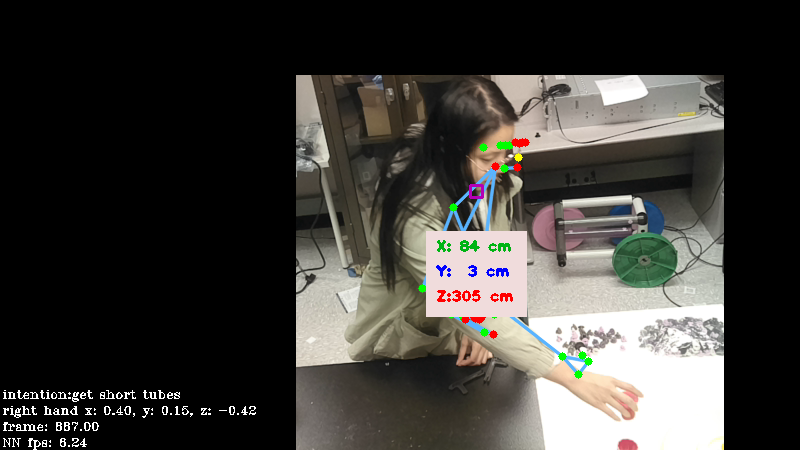 X: 84 cm
Y: 3 cm
Z:305 cm
intention:get short tubes
right hand x: 0.40, y: 0.15, z: -0.42
frame: 887.00
NN fps: 6.24